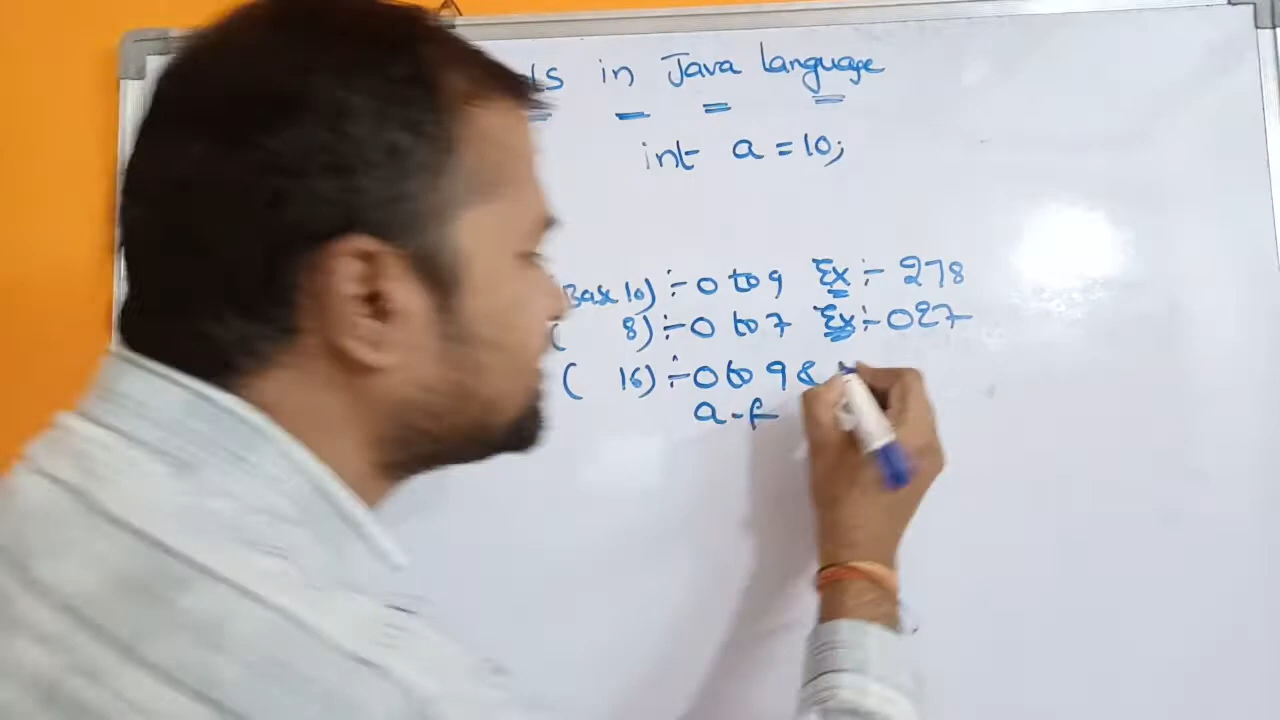 in Java language
int a = 10;
Base 10) :- 0 to 9 Ex :- 278
( 8) :- 0 to 7 Ex :- 027
( 16) :- 0 to 9 &
a - f